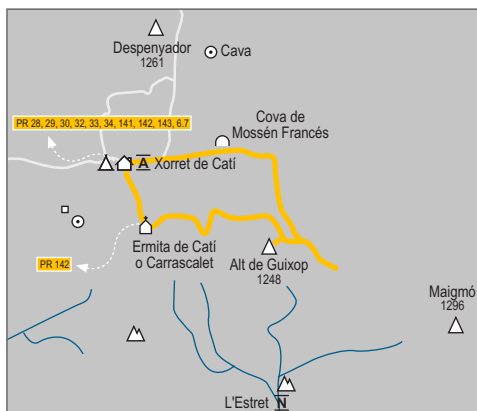 Despenyador
1261
Cava
PR 28, 29, 30, 32, 33, 34, 141, 142, 143, 6.7
Cova de
Mossén Francés
A Xorret de Catí
Ermita de Catí
o Carrascalet
Alt de Guixop
1248
PR 142
Maigmó
1296
L'Estret N